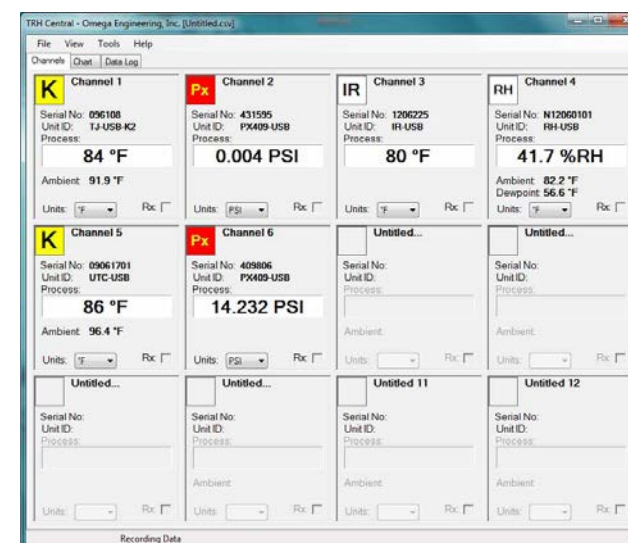 TRH Central - Omega Engineering, Inc. [Untitled.csv]
File View Tools Help
Channels Chart Data Log
K Channel 1
Serial No: 096108
Unit ID: TJ-USB-K2
Process:
84 °F
Ambient: 91.9 °F
Units: °F Rx:
Px Channel 2
Serial No: 431595
Unit ID: PX409-USB
Process:
0.004 PSI
Units: PSI Rx:
IR Channel 3
Serial No: 1206225
Unit ID: IR-USB
Process:
80 °F
Units: °F Rx:
RH Channel 4
Serial No: N12060101
Unit ID: RH-USB
Process:
41.7 %RH
Ambient: 82.2 °F
Dewpoint: 56.6 °F
Units: °F Rx:
K Channel 5
Serial No: 09061701
Unit ID: UTC-USB
Process:
86 °F
Ambient: 96.4 °F
Units: °F Rx:
Px Channel 6
Serial No: 409806
Unit ID: PX409-USB
Process:
14.232 PSI
Units: PSI Rx:
Untitled...
Serial No:
Unit ID:
Process:
Ambient:
Units: Rx:
Untitled...
Serial No:
Unit ID:
Process:
Ambient:
Units: Rx:
Untitled...
Serial No:
Unit ID:
Process:
Units: Rx:
Untitled...
Serial No:
Unit ID:
Process:
Ambient:
Units: Rx:
Untitled 11
Serial No:
Unit ID:
Process:
Ambient:
Units: Rx:
Untitled 12
Serial No:
Unit ID:
Process:
Ambient:
Units: Rx:
Recording Data